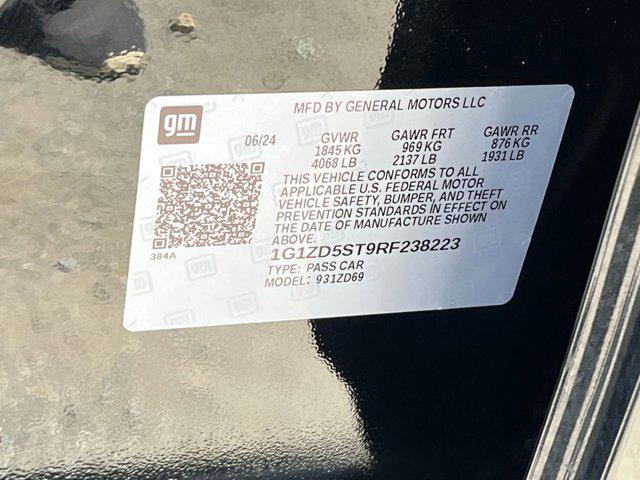 MFD BY GENERAL MOTORS LLC
gm
06/24 GVWR GAWR FRT GAWR RR
1845 KG 969 KG 876 KG
4068 LB 2137 LB 1931 LB
THIS VEHICLE CONFORMS TO ALL
APPLICABLE U.S. FEDERAL MOTOR
VEHICLE SAFETY, BUMPER, AND THEFT
PREVENTION STANDARDS IN EFFECT ON
THE DATE OF MANUFACTURE SHOWN
ABOVE.
384A
1G1ZD5ST9RF238223
TYPE: PASS CAR
MODEL: 931ZD69